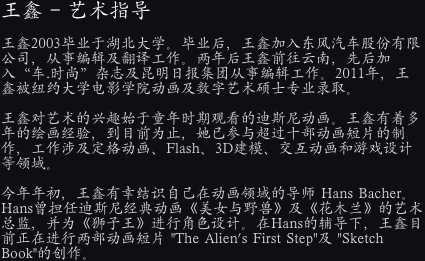 王鑫 – 艺术指导
王鑫2003毕业于湖北大学。毕业后，王鑫加入东风汽车股份有限
公司，从事编辑及翻译工作。两年后王鑫前往云南，先后加
入“车.时尚”杂志及昆明日报集团从事编辑工作。2011年，王
鑫被纽约大学电影学院动画及数字艺术硕士专业录取。
王鑫对艺术的兴趣始于童年时期观看的迪斯尼动画。王鑫有着多
年的绘画经验，到目前为止，她已参与超过十部动画短片的制
作，工作涉及定格动画、Flash、3D建模、交互动画和游戏设计
等领域。
今年年初，王鑫有幸结识自己在动画领域的导师 Hans Bacher。
Hans曾担任迪斯尼经典动画《美女与野兽》及《花木兰》的艺术
总监，并为《狮子王》进行角色设计。在Hans的辅导下，王鑫目
前正在进行两部动画短片 "The Alien's First Step"及 "Sketch
Book"的创作。